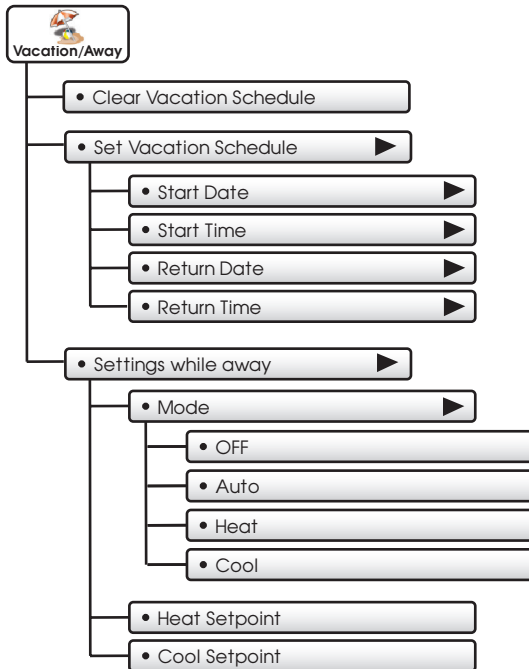 Vacation/Away
• Clear Vacation Schedule
• Set Vacation Schedule
• Start Date
• Start Time
• Return Date
• Return Time
• Settings while away
• Mode
• OFF
• Auto
• Heat
• Cool
• Heat Setpoint
• Cool Setpoint